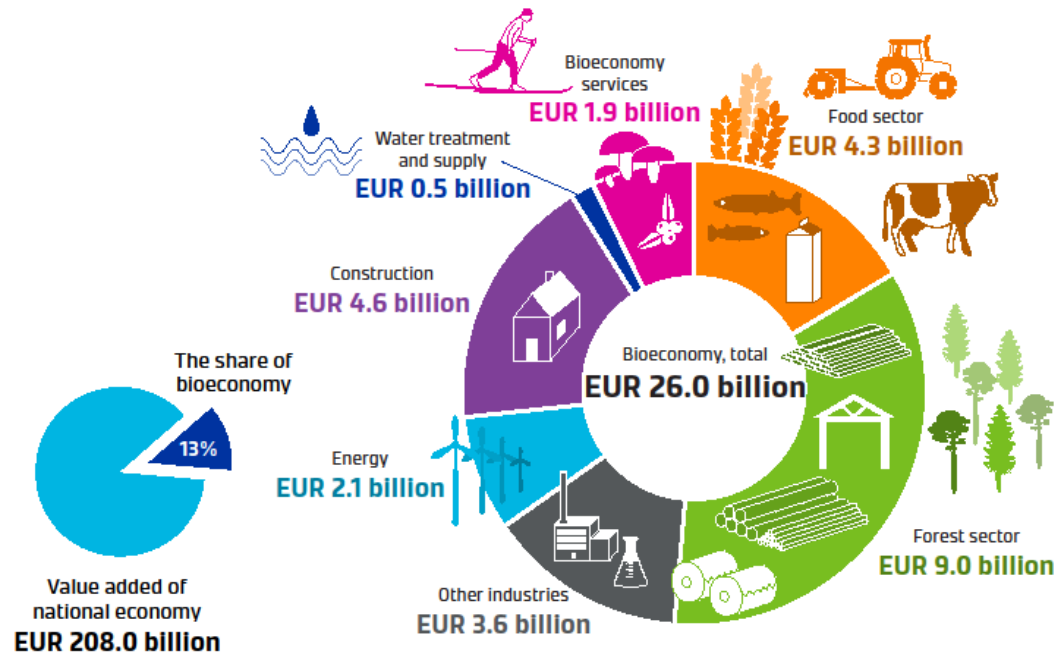 Bioeconomy
services
EUR 1.9 billion
Food sector
EUR 4.3 billion
Water treatment
and supply
EUR 0.5 billion
Construction
EUR 4.6 billion
Bioeconomy, total
EUR 26.0 billion
The share of
bioeconomy
13%
Energy
EUR 2.1 billion
Forest sector
EUR 9.0 billion
Other industries
EUR 3.6 billion
Value added of
national economy
EUR 208.0 billion